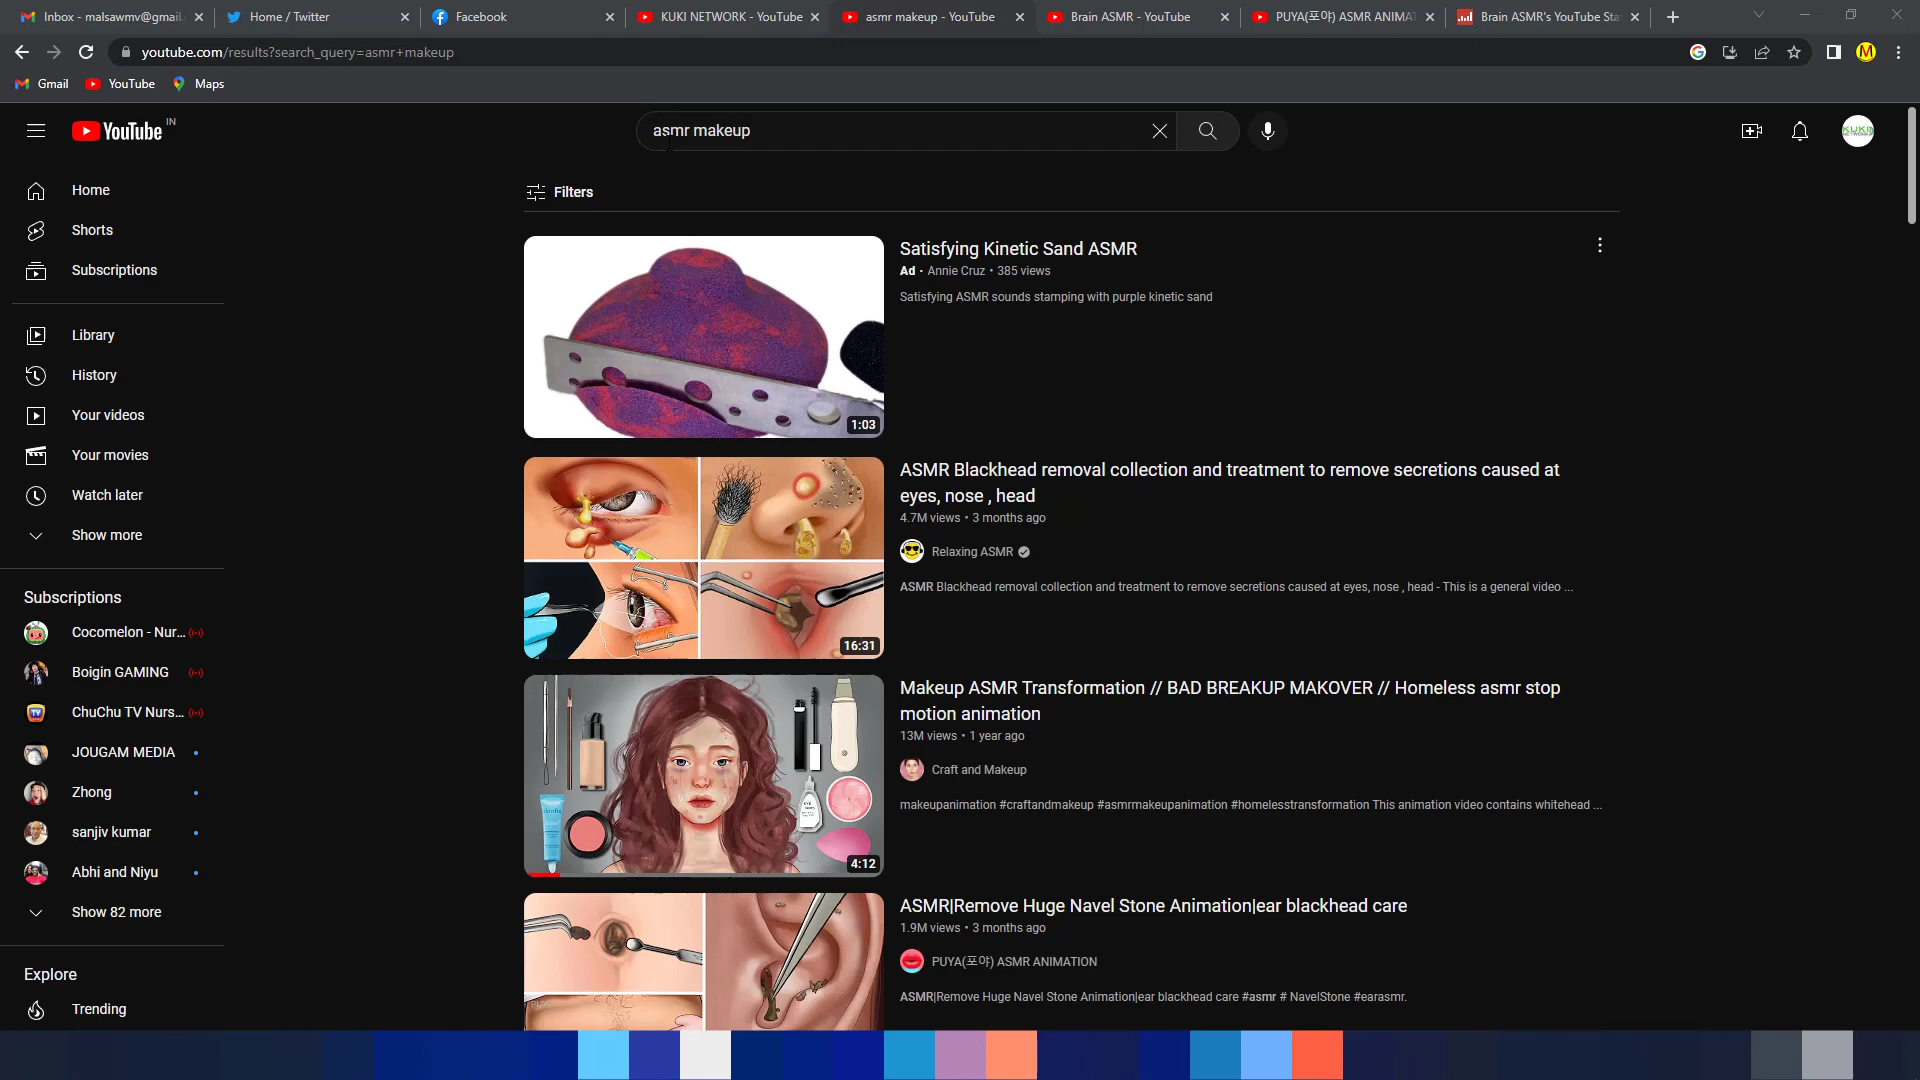 Inbox - malsawmv@gmail
Home / Twitter
Facebook
KUKI NETWORK - YouTube
asmr makeup - YouTube
Brain ASMR - YouTube
PUYA(포야) ASMR ANIMAT
Brain ASMR's YouTube Sta
youtube.com/results?search_query=asmr+makeup
Gmail
YouTube
Maps
YouTube IN
asmr makeup
Home
Shorts
Subscriptions
Library
History
Your videos
Your movies
Watch later
Show more
Subscriptions
Cocomelon - Nur...
Boigin GAMING
ChuChu TV Nurs...
JOUGAM MEDIA
Zhong
sanjiv kumar
Abhi and Niyu
Show 82 more
Explore
Trending
Filters
1:03
Satisfying Kinetic Sand ASMR
Ad • Annie Cruz • 385 views
Satisfying ASMR sounds stamping with purple kinetic sand
16:31
ASMR Blackhead removal collection and treatment to remove secretions caused at
eyes, nose , head
4.7M views • 3 months ago
Relaxing ASMR
ASMR Blackhead removal collection and treatment to remove secretions caused at eyes, nose , head - This is a general video ...
4:12
Makeup ASMR Transformation // BAD BREAKUP MAKOVER // Homeless asmr stop
motion animation
13M views • 1 year ago
Craft and Makeup
makeupanimation #craftandmakeup #asmrmakeupanimation #homelesstransformation This animation video contains whitehead ...
ASMR|Remove Huge Navel Stone Animation|ear blackhead care
1.9M views • 3 months ago
PUYA(포야) ASMR ANIMATION
ASMR|Remove Huge Navel Stone Animation|ear blackhead care #asmr # NavelStone #earasmr.